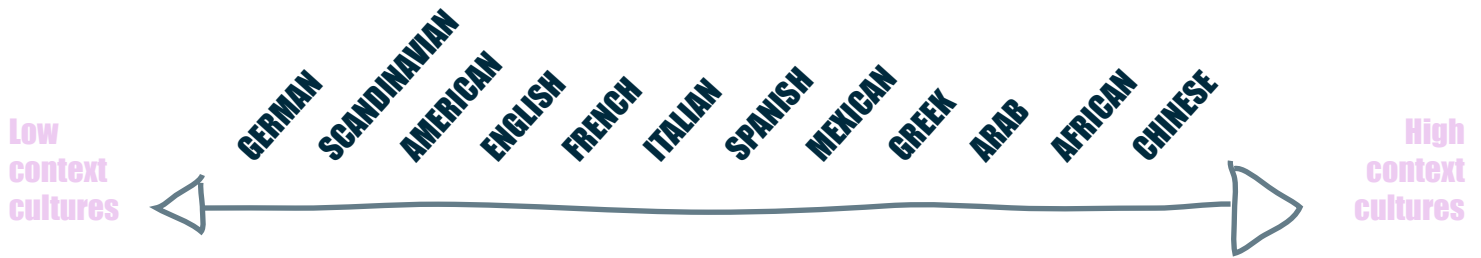 Low
context
cultures
GERMAN
SCANDINAVIAN
AMERICAN
ENGLISH
FRENCH
ITALIAN
SPANISH
MEXICAN
GREEK
ARAB
AFRICAN
CHINESE
High
context
cultures